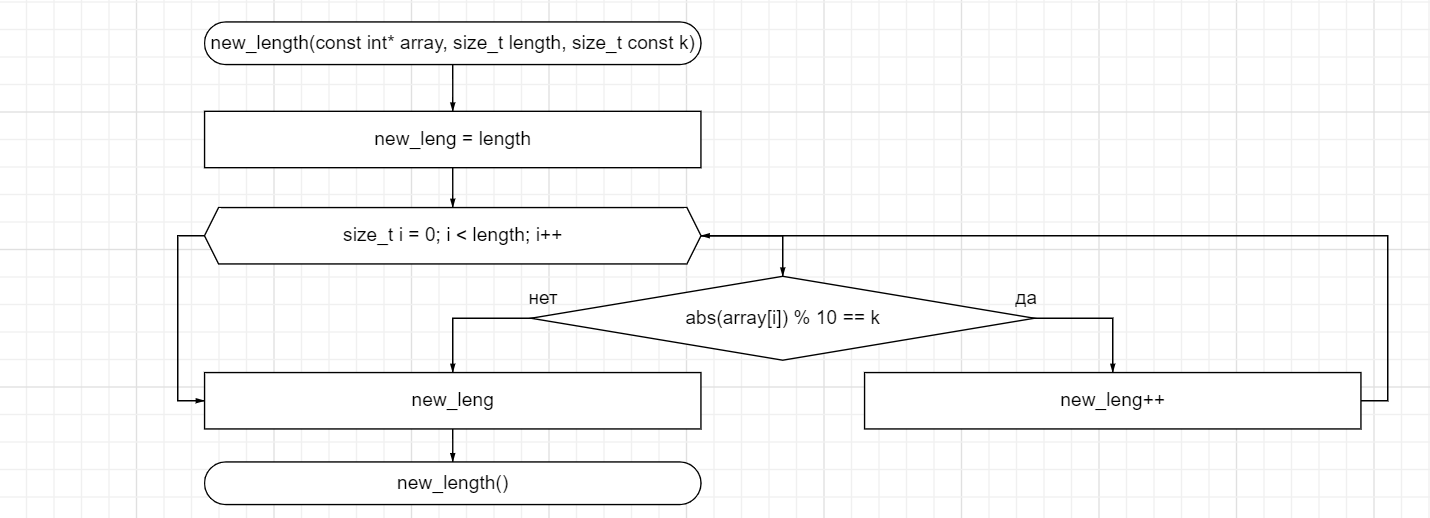 new_length(const int* array, size_t length, size_t const k)
new_leng = length
size_t i = 0; i < length; i++
нет
да
abs(array[i]) % 10 == k
new_leng
new_leng++
new_length()